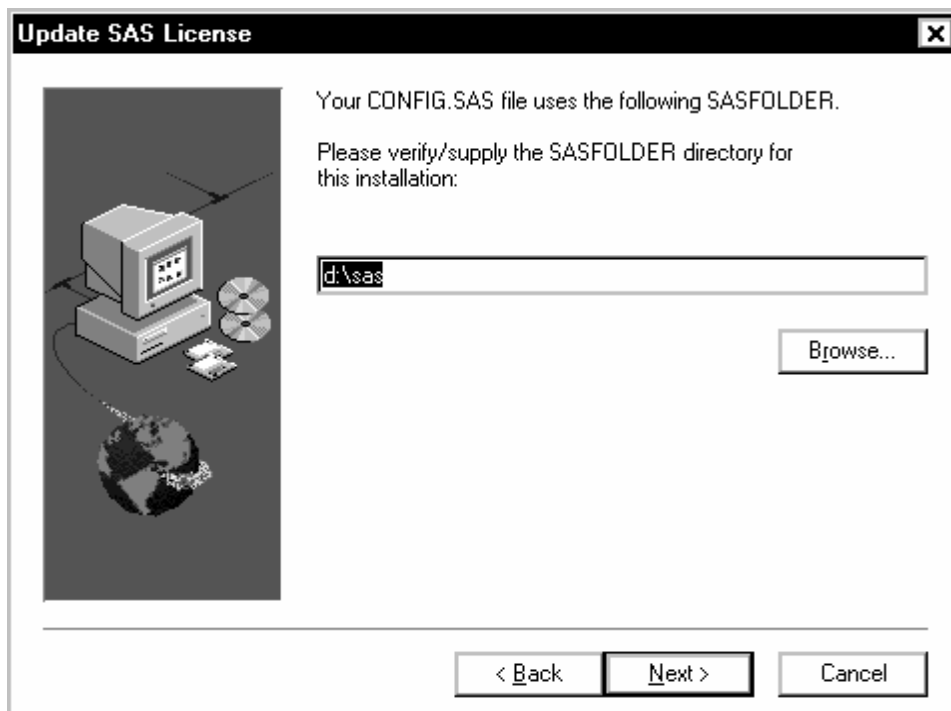 Update SAS License
Your CONFIG.SAS file uses the following SASFOLDER.
Please verify/supply the SASFOLDER directory for
this installation:
d:\sas
Browse...
< Back
Next >
Cancel